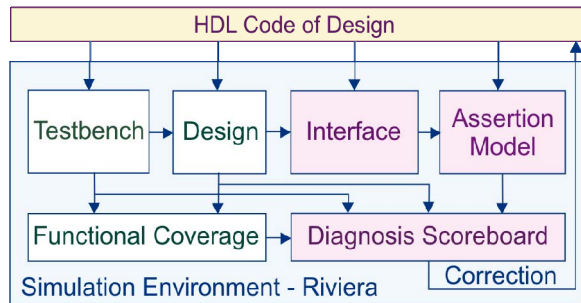 HDL Code of Design
Testbench
Design
Interface
Assertion
Model
Functional Coverage
Diagnosis Scoreboard
Simulation Environment - Riviera
Correction